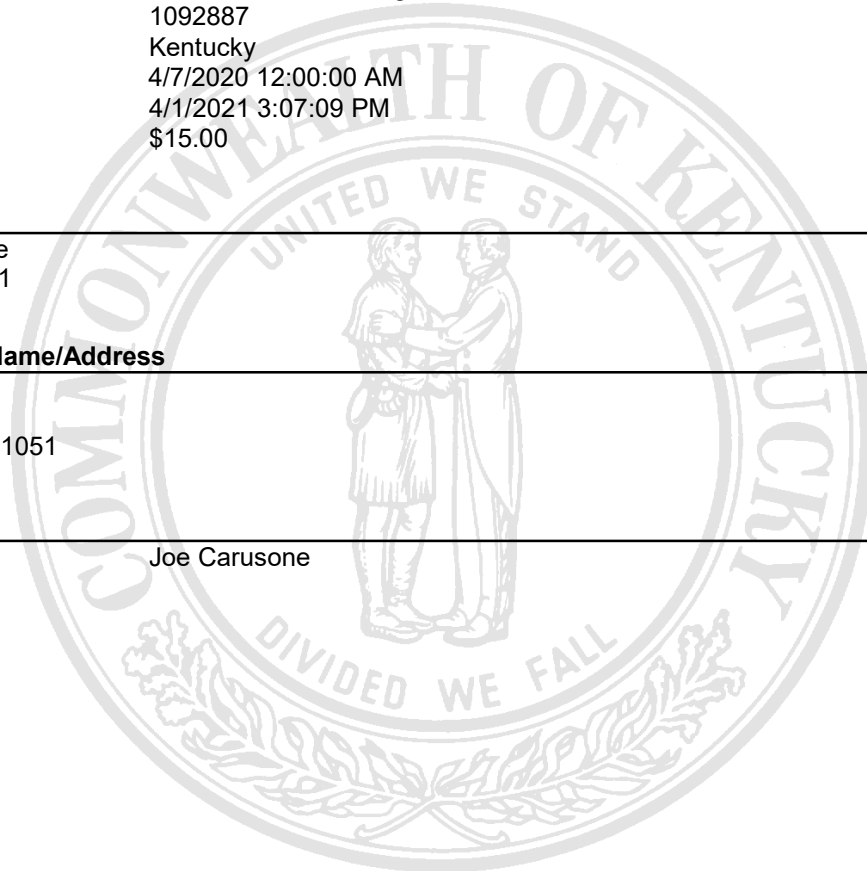 1092887
Kentucky
4/7/2020 12:00:00 AM
4/1/2021 3:07:09 PM
$15.00
COMMONWEALTH OF KENTUCKY
UNITED WE STAND
e
1
ame/Address
1051
Joe Carusone
DIVIDED WE FALL